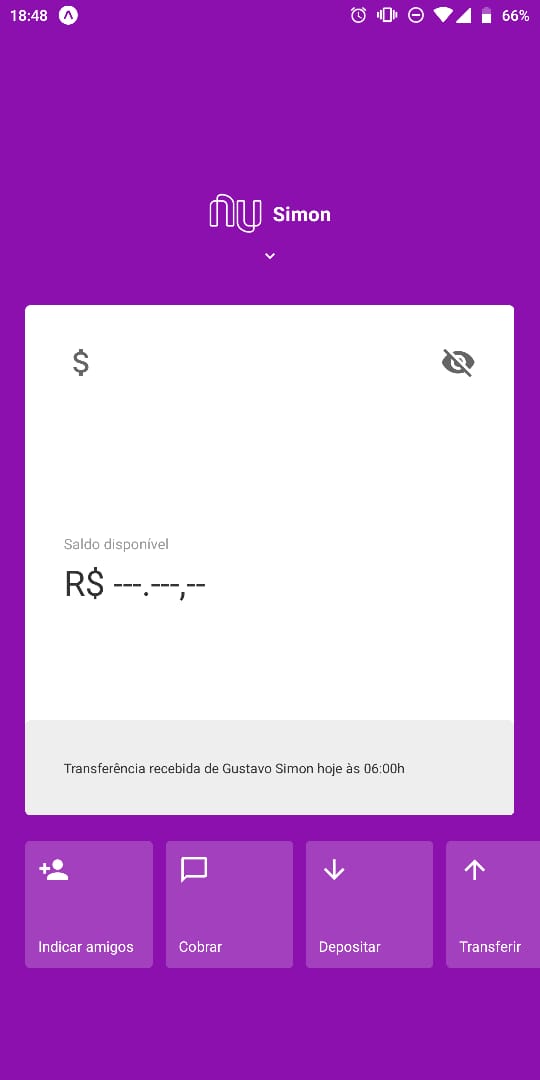 18:48
66%
nu Simon
$
Saldo disponível
R$ ---.---,--
Transferência recebida de Gustavo Simon hoje às 06:00h
Indicar amigos
Cobrar
Depositar
Transferir